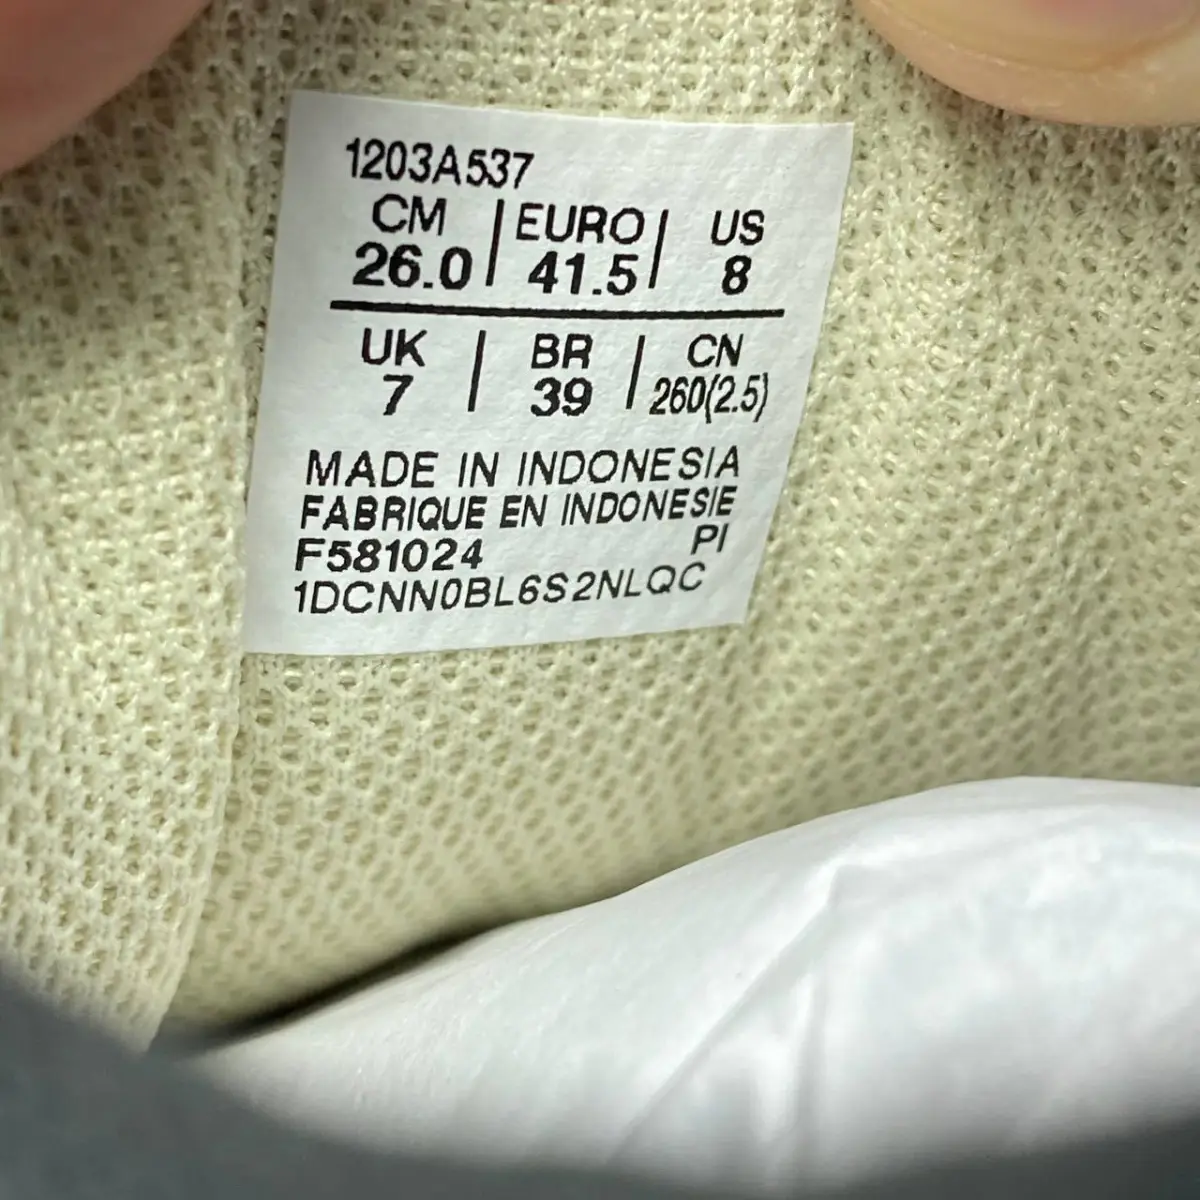 1203A537
CM | EURO | US
26.0 | 41.5 | 8
UK | BR | CN
7 | 39 | 260(2.5)
MADE IN INDONESIA
FABRIQUE EN INDONESIE
F581024 PI
1DCNN0BL6S2NLQC